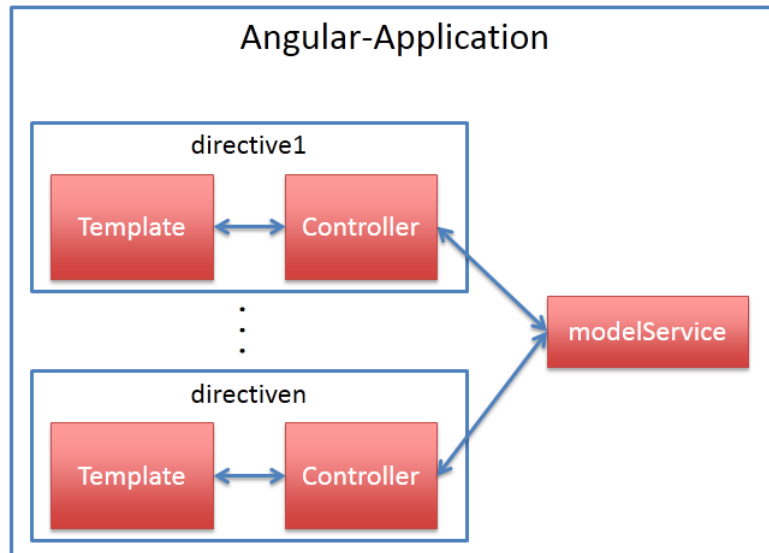 Angular-Application
directive1
Template
Controller
modelService
directiven
Template
Controller